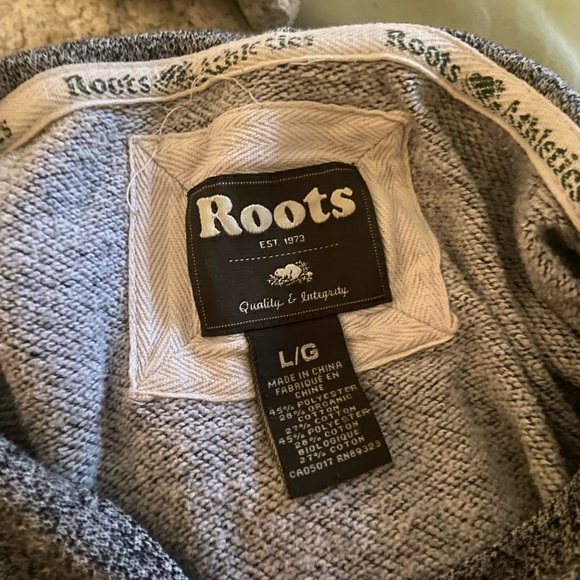 Roots Athletics
Roots Athletics
Roots
EST. 1973
Quality & Integrity
L/G
MADE IN CHINA
FABRIQUÉ EN
CHINE
45% POLYESTER
28% ORGANIC
COTTON
27% COTTON
45% POLYESTER
28% COTON
BIOLOGIQUE
27% COTON
CA05017 RN89323